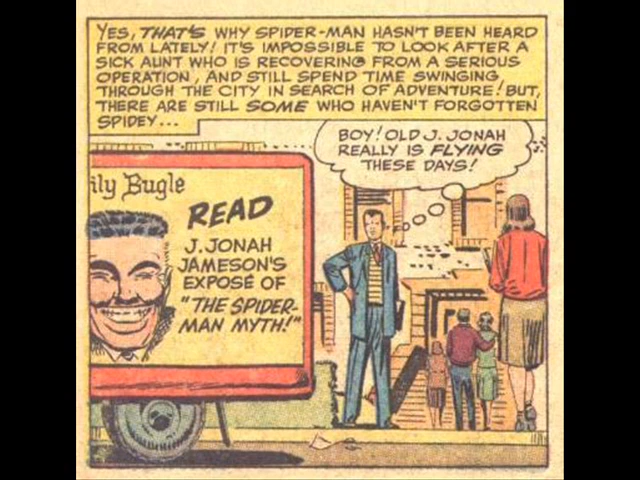 YES, THAT'S WHY SPIDER-MAN HASN'T BEEN HEARD
FROM LATELY! IT'S IMPOSSIBLE TO LOOK AFTER A
SICK AUNT WHO IS RECOVERING FROM A SERIOUS
OPERATION, AND STILL SPEND TIME SWINGING
THROUGH THE CITY IN SEARCH OF ADVENTURE! BUT,
THERE ARE STILL SOME WHO HAVEN'T FORGOTTEN
SPIDEY...
BOY! OLD J. JONAH
REALLY IS FLYING
THESE DAYS!
ily Bugle
READ
J. JONAH
JAMESON'S
EXPOSÉ OF
"THE SPIDER-
MAN MYTH!"